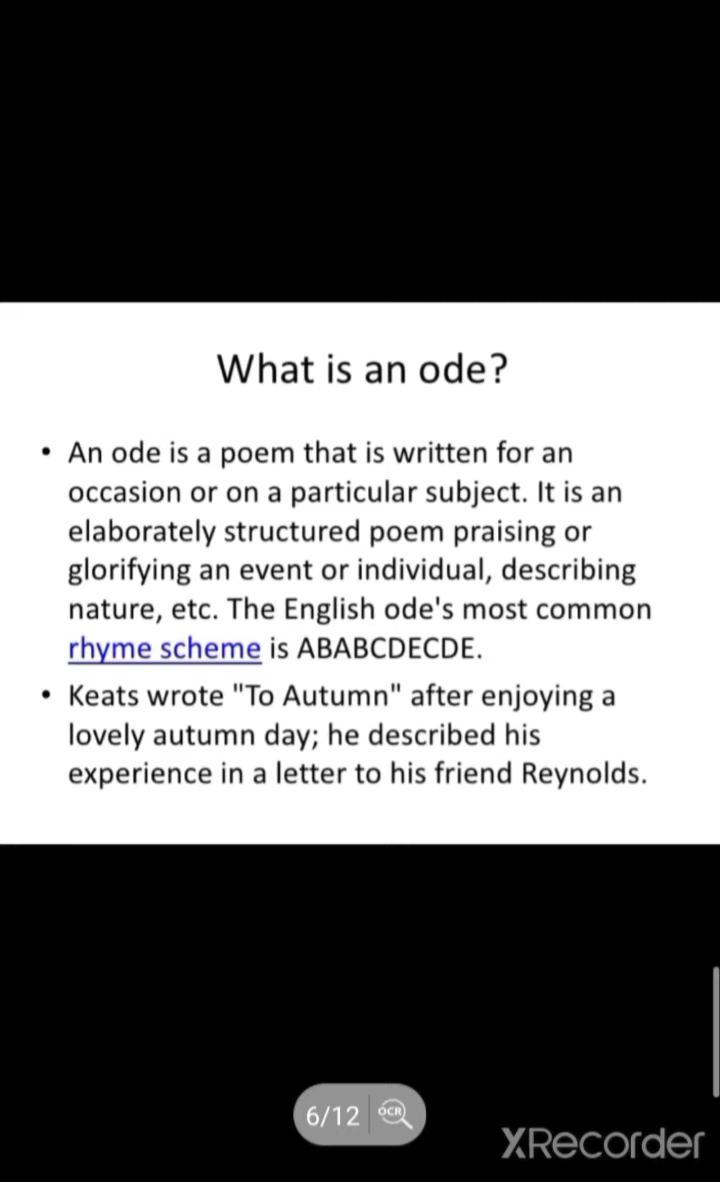 What is an ode?
• An ode is a poem that is written for an
occasion or on a particular subject. It is an
elaborately structured poem praising or
glorifying an event or individual, describing
nature, etc. The English ode's most common
rhyme scheme is ABABCDECDE.
• Keats wrote "To Autumn" after enjoying a
lovely autumn day; he described his
experience in a letter to his friend Reynolds.
6/12 OCR
XRecorder